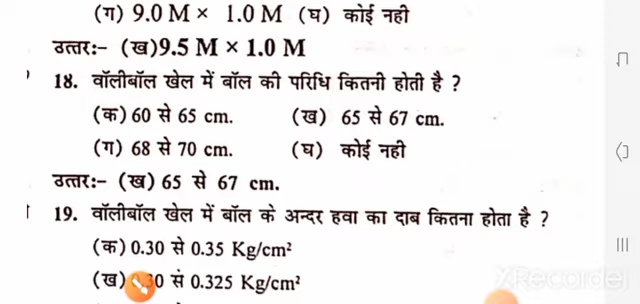 (ग) 9.0 M × 1.0 M (घ) कोई नही
उत्तर:- (ख)9.5 M × 1.0 M
18. वॉलीबॉल खेल में बॉल की परिधि कितनी होती है ?
(क) 60 से 65 cm. (ख) 65 से 67 cm.
(ग) 68 से 70 cm. (घ) कोई नही
उत्तर:- (ख) 65 से 67 cm.
19. वॉलीबॉल खेल में बॉल के अन्दर हवा का दाब कितना होता है ?
(क) 0.30 से 0.35 Kg/cm²
(ख) 0.30 से 0.325 Kg/cm²
XRecorder